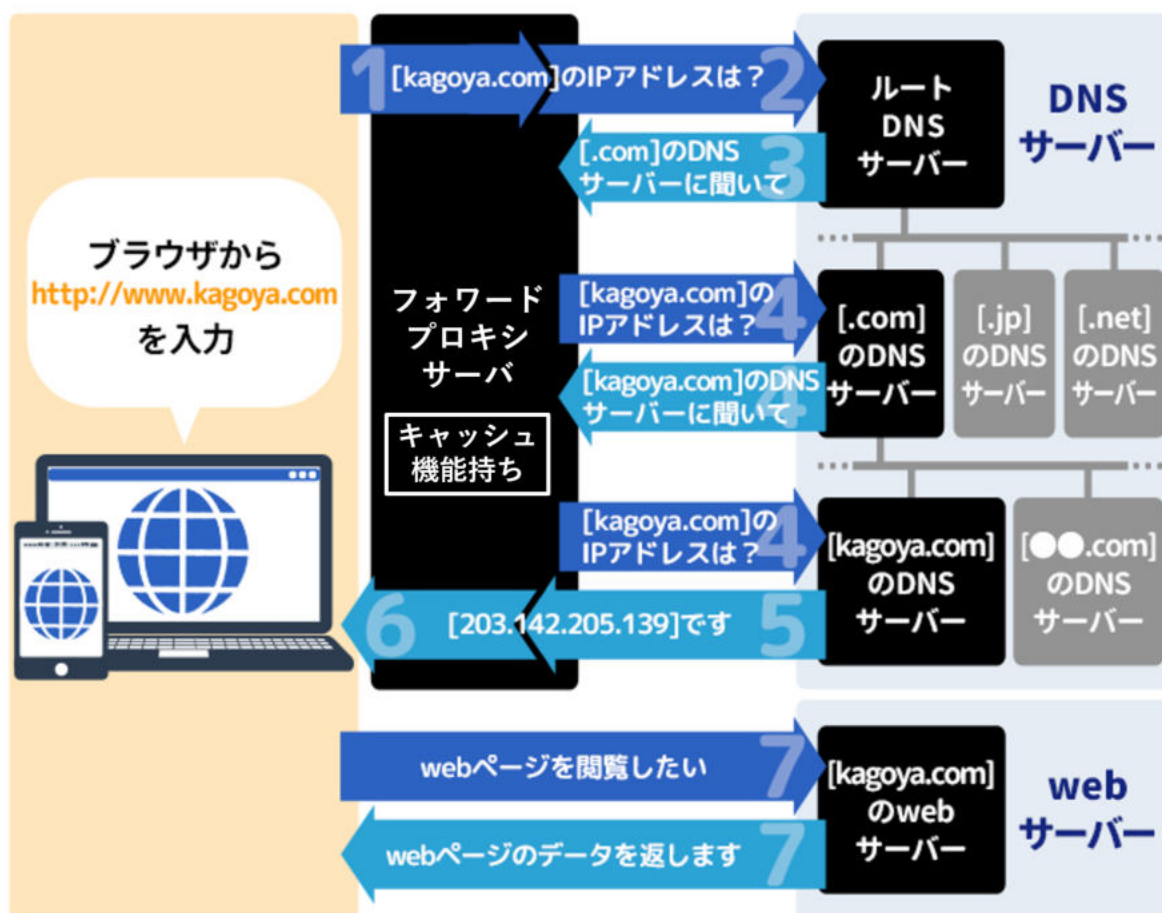 1
[kagoya.com]のIPアドレスは？
2
ルート
DNS
サーバー
DNS
サーバー
[.com]のDNS
サーバーに聞いて
3
ブラウザから
http://www.kagoya.com
を入力
フォワード
プロキシ
サーバ
キャッシュ
機能持ち
[kagoya.com]の
IPアドレスは？
4
[.com]
のDNS
サーバー
[.jp]
のDNS
サーバー
[.net]
のDNS
サーバー
[kagoya.com]のDNS
サーバーに聞いて
4
[kagoya.com]の
IPアドレスは？
4
[kagoya.com]
のDNS
サーバー
[●●.com]
のDNS
サーバー
6
[203.142.205.139]です
5
webページを閲覧したい
7
[kagoya.com]
のweb
サーバー
web
サーバー
webページのデータを返します
7